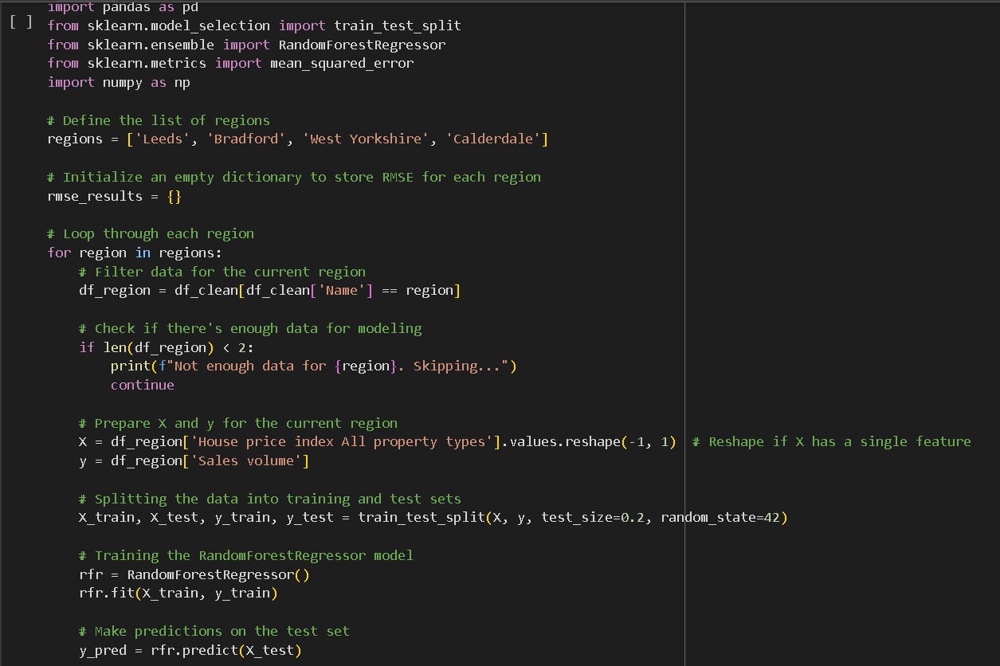 import pandas as pd
[ ]
from sklearn.model_selection import train_test_split
from sklearn.ensemble import RandomForestRegressor
from sklearn.metrics import mean_squared_error
import numpy as np

# Define the list of regions
regions = ['Leeds', 'Bradford', 'West Yorkshire', 'Calderdale']

# Initialize an empty dictionary to store RMSE for each region
rmse_results = {}

# Loop through each region
for region in regions:
    # Filter data for the current region
    df_region = df_clean[df_clean['Name'] == region]

    # Check if there's enough data for modeling
    if len(df_region) < 2:
        print(f"Not enough data for {region}. Skipping...")
        continue

    # Prepare X and y for the current region
    X = df_region['House price index All property types'].values.reshape(-1, 1)  # Reshape if X has a single feature
    y = df_region['Sales volume']

    # Splitting the data into training and test sets
    X_train, X_test, y_train, y_test = train_test_split(X, y, test_size=0.2, random_state=42)

    # Training the RandomForestRegressor model
    rfr = RandomForestRegressor()
    rfr.fit(X_train, y_train)

    # Make predictions on the test set
    y_pred = rfr.predict(X_test)